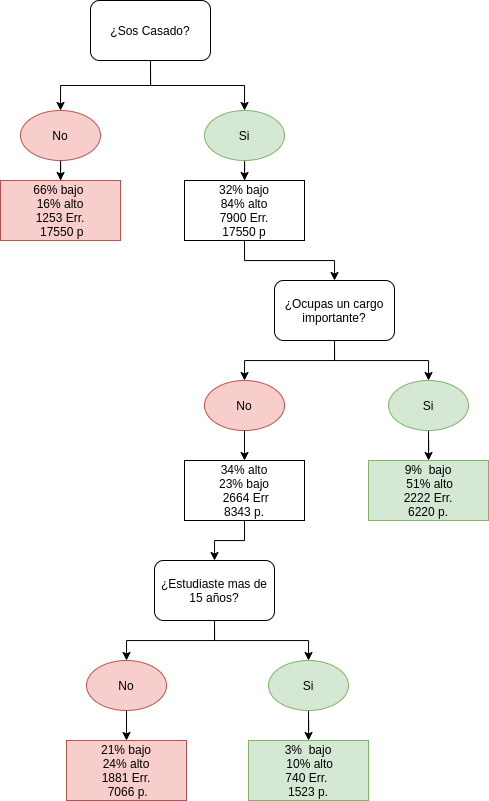 ¿Sos Casado?
No
Si
66% bajo
16% alto
1253 Err.
17550 p
32% bajo
84% alto
7900 Err.
17550 p
¿Ocupas un cargo
importante?
No
Si
34% alto
23% bajo
2664 Err
8343 p.
9% bajo
51% alto
2222 Err.
6220 p.
¿Estudiaste mas de
15 años?
No
Si
21% bajo
24% alto
1881 Err.
7066 p.
3% bajo
10% alto
740 Err.
1523 p.